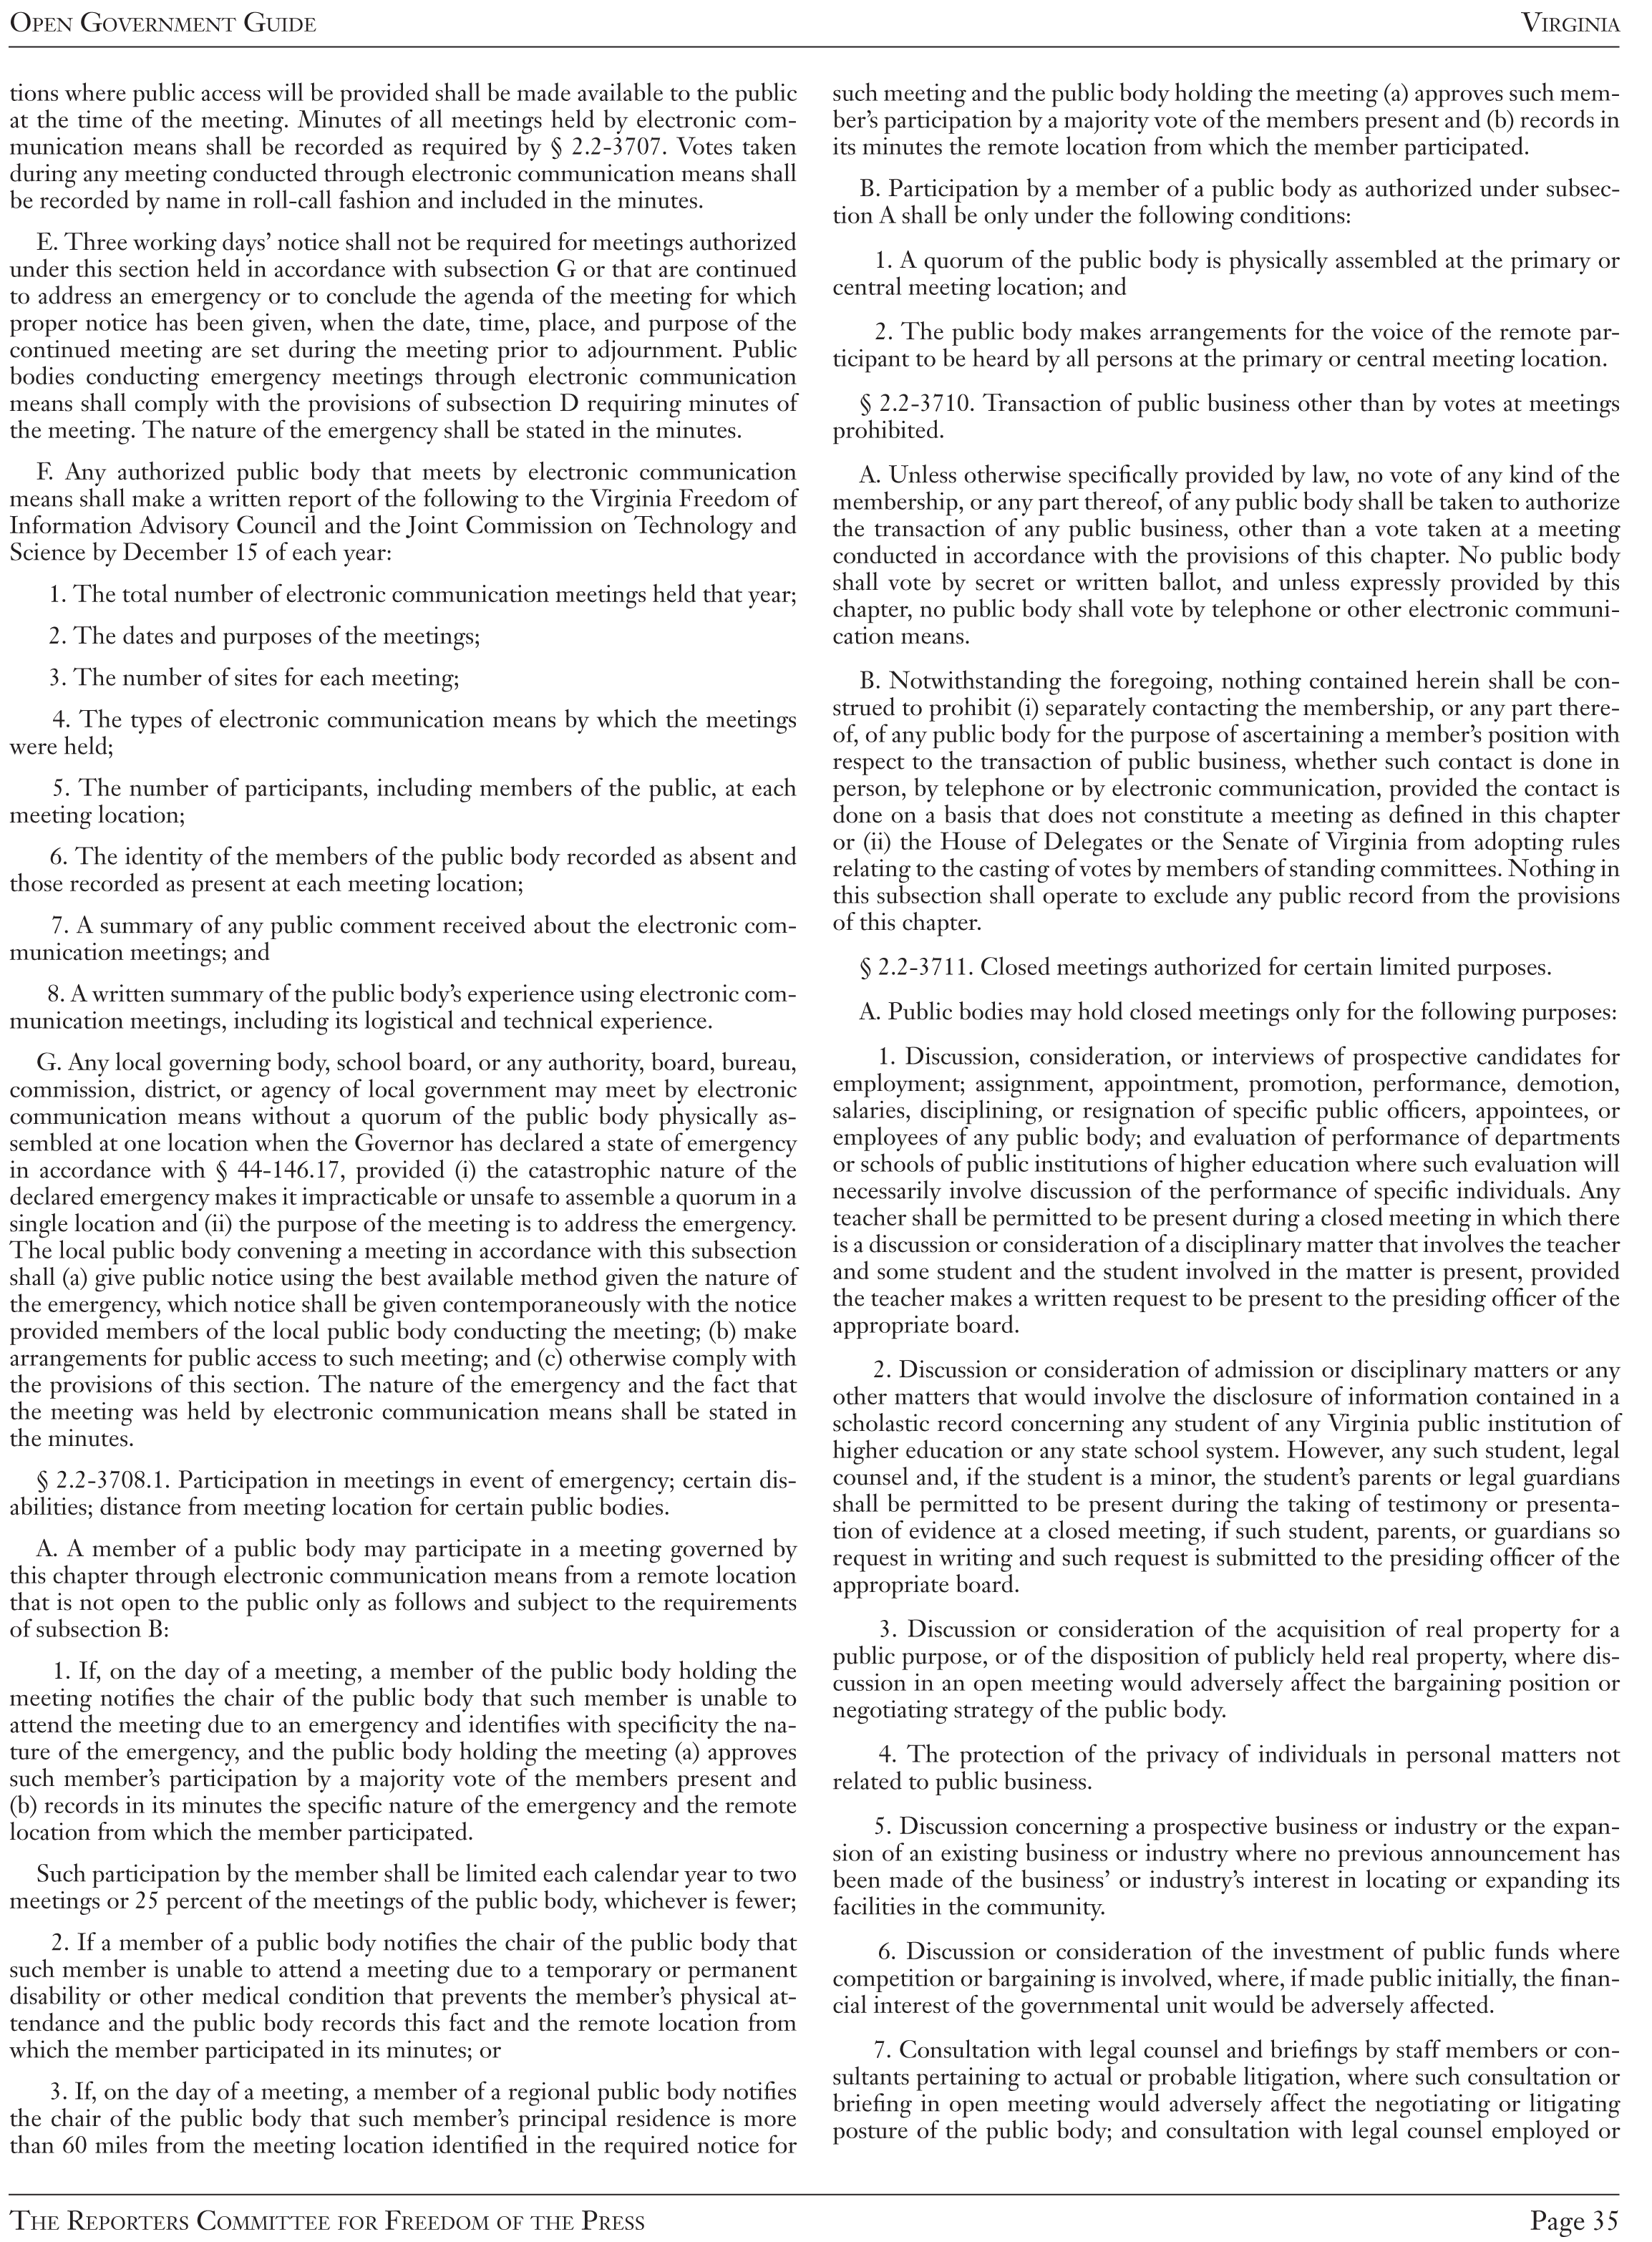 OPEN GOVERNMENT GUIDE
VIRGINIA
tions where public access will be provided shall be made available to the public
at the time of the meeting. Minutes of all meetings held by electronic com-
munication means shall be recorded as required by § 2.2-3707. Votes taken
during any meeting conducted through electronic communication means shall
be recorded by name in roll-call fashion and included in the minutes.
E. Three working days’ notice shall not be required for meetings authorized
under this section held in accordance with subsection G or that are continued
to address an emergency or to conclude the agenda of the meeting for which
proper notice has been given, when the date, time, place, and purpose of the
continued meeting are set during the meeting prior to adjournment. Public
bodies conducting emergency meetings through electronic communication
means shall comply with the provisions of subsection D requiring minutes of
the meeting. The nature of the emergency shall be stated in the minutes.
F. Any authorized public body that meets by electronic communication
means shall make a written report of the following to the Virginia Freedom of
Information Advisory Council and the Joint Commission on Technology and
Science by December 15 of each year:
1. The total number of electronic communication meetings held that year;
2. The dates and purposes of the meetings;
3. The number of sites for each meeting;
4. The types of electronic communication means by which the meetings
were held;
5. The number of participants, including members of the public, at each
meeting location;
6. The identity of the members of the public body recorded as absent and
those recorded as present at each meeting location;
7. A summary of any public comment received about the electronic com-
munication meetings; and
8. A written summary of the public body’s experience using electronic com-
munication meetings, including its logistical and technical experience.
G. Any local governing body, school board, or any authority, board, bureau,
commission, district, or agency of local government may meet by electronic
communication means without a quorum of the public body physically as-
sembled at one location when the Governor has declared a state of emergency
in accordance with § 44-146.17, provided (i) the catastrophic nature of the
declared emergency makes it impracticable or unsafe to assemble a quorum in a
single location and (ii) the purpose of the meeting is to address the emergency.
The local public body convening a meeting in accordance with this subsection
shall (a) give public notice using the best available method given the nature of
the emergency, which notice shall be given contemporaneously with the notice
provided members of the local public body conducting the meeting; (b) make
arrangements for public access to such meeting; and (c) otherwise comply with
the provisions of this section. The nature of the emergency and the fact that
the meeting was held by electronic communication means shall be stated in
the minutes.
§ 2.2-3708.1. Participation in meetings in event of emergency; certain dis-
abilities; distance from meeting location for certain public bodies.
A. A member of a public body may participate in a meeting governed by
this chapter through electronic communication means from a remote location
that is not open to the public only as follows and subject to the requirements
of subsection B:
1. If, on the day of a meeting, a member of the public body holding the
meeting notifies the chair of the public body that such member is unable to
attend the meeting due to an emergency and identifies with specificity the na-
ture of the emergency, and the public body holding the meeting (a) approves
such member’s participation by a majority vote of the members present and
(b) records in its minutes the specific nature of the emergency and the remote
location from which the member participated.
Such participation by the member shall be limited each calendar year to two
meetings or 25 percent of the meetings of the public body, whichever is fewer;
2. If a member of a public body notifies the chair of the public body that
such member is unable to attend a meeting due to a temporary or permanent
disability or other medical condition that prevents the member’s physical at-
tendance and the public body records this fact and the remote location from
which the member participated in its minutes; or
3. If, on the day of a meeting, a member of a regional public body notifies
the chair of the public body that such member’s principal residence is more
than 60 miles from the meeting location identified in the required notice for
such meeting and the public body holding the meeting (a) approves such mem-
ber’s participation by a majority vote of the members present and (b) records in
its minutes the remote location from which the member participated.
B. Participation by a member of a public body as authorized under subsec-
tion A shall be only under the following conditions:
1. A quorum of the public body is physically assembled at the primary or
central meeting location; and
2. The public body makes arrangements for the voice of the remote par-
ticipant to be heard by all persons at the primary or central meeting location.
§ 2.2-3710. Transaction of public business other than by votes at meetings
prohibited.
A. Unless otherwise specifically provided by law, no vote of any kind of the
membership, or any part thereof, of any public body shall be taken to authorize
the transaction of any public business, other than a vote taken at a meeting
conducted in accordance with the provisions of this chapter. No public body
shall vote by secret or written ballot, and unless expressly provided by this
chapter, no public body shall vote by telephone or other electronic communi-
cation means.
B. Notwithstanding the foregoing, nothing contained herein shall be con-
strued to prohibit (i) separately contacting the membership, or any part there-
of, of any public body for the purpose of ascertaining a member’s position with
respect to the transaction of public business, whether such contact is done in
person, by telephone or by electronic communication, provided the contact is
done on a basis that does not constitute a meeting as defined in this chapter
or (ii) the House of Delegates or the Senate of Virginia from adopting rules
relating to the casting of votes by members of standing committees. Nothing in
this subsection shall operate to exclude any public record from the provisions
of this chapter.
§ 2.2-3711. Closed meetings authorized for certain limited purposes.
A. Public bodies may hold closed meetings only for the following purposes:
1. Discussion, consideration, or interviews of prospective candidates for
employment; assignment, appointment, promotion, performance, demotion,
salaries, disciplining, or resignation of specific public officers, appointees, or
employees of any public body; and evaluation of performance of departments
or schools of public institutions of higher education where such evaluation will
necessarily involve discussion of the performance of specific individuals. Any
teacher shall be permitted to be present during a closed meeting in which there
is a discussion or consideration of a disciplinary matter that involves the teacher
and some student and the student involved in the matter is present, provided
the teacher makes a written request to be present to the presiding officer of the
appropriate board.
2. Discussion or consideration of admission or disciplinary matters or any
other matters that would involve the disclosure of information contained in a
scholastic record concerning any student of any Virginia public institution of
higher education or any state school system. However, any such student, legal
counsel and, if the student is a minor, the student’s parents or legal guardians
shall be permitted to be present during the taking of testimony or presenta-
tion of evidence at a closed meeting, if such student, parents, or guardians so
request in writing and such request is submitted to the presiding officer of the
appropriate board.
3. Discussion or consideration of the acquisition of real property for a
public purpose, or of the disposition of publicly held real property, where dis-
cussion in an open meeting would adversely affect the bargaining position or
negotiating strategy of the public body.
4. The protection of the privacy of individuals in personal matters not
related to public business.
5. Discussion concerning a prospective business or industry or the expan-
sion of an existing business or industry where no previous announcement has
been made of the business’ or industry’s interest in locating or expanding its
facilities in the community.
6. Discussion or consideration of the investment of public funds where
competition or bargaining is involved, where, if made public initially, the finan-
cial interest of the governmental unit would be adversely affected.
7. Consultation with legal counsel and briefings by staff members or con-
sultants pertaining to actual or probable litigation, where such consultation or
briefing in open meeting would adversely affect the negotiating or litigating
posture of the public body; and consultation with legal counsel employed or
THE REPORTERS COMMITTEE FOR FREEDOM OF THE PRESS
Page 35